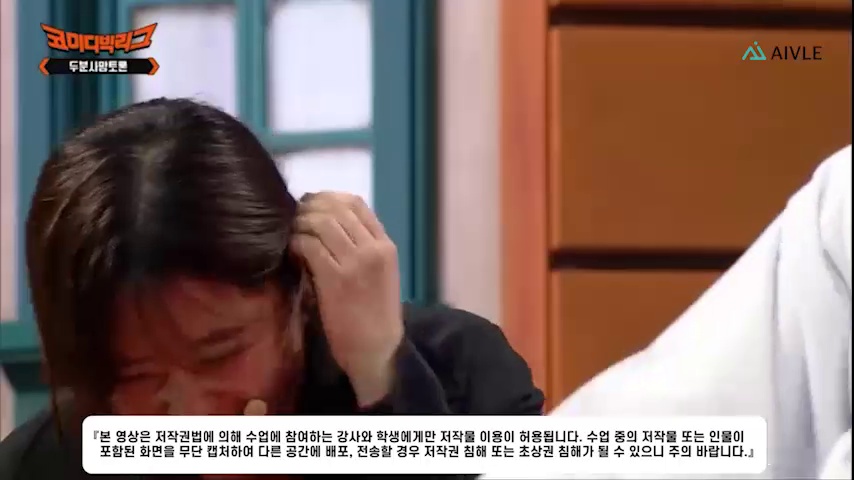 코미디빅리그
두분사망토론
AIVLE
『본 영상은 저작권법에 의해 수업에 참여하는 강사와 학생에게만 저작물 이용이 허용됩니다. 수업 중의 저작물 또는 인물이
포함된 화면을 무단 캡처하여 다른 공간에 배포, 전송할 경우 저작권 침해 또는 초상권 침해가 될 수 있으니 주의 바랍니다.』